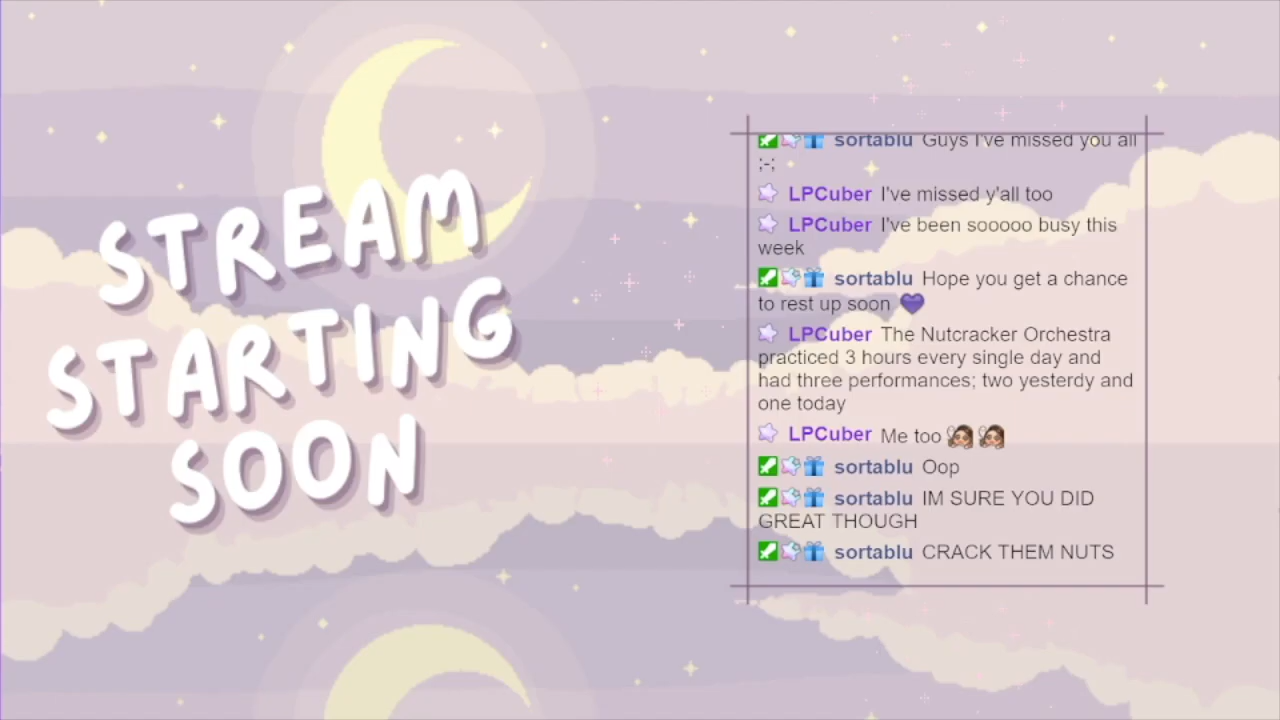 STREAM
STARTING
SOON
sortablu Guys I've missed you all
;-;
LPCuber I've missed y'all too
LPCuber I've been sooooo busy this
week
sortablu Hope you get a chance
to rest up soon 💜
LPCuber The Nutcracker Orchestra
practiced 3 hours every single day and
had three performances; two yesterdy and
one today
LPCuber Me too
sortablu Oop
sortablu IM SURE YOU DID
GREAT THOUGH
sortablu CRACK THEM NUTS